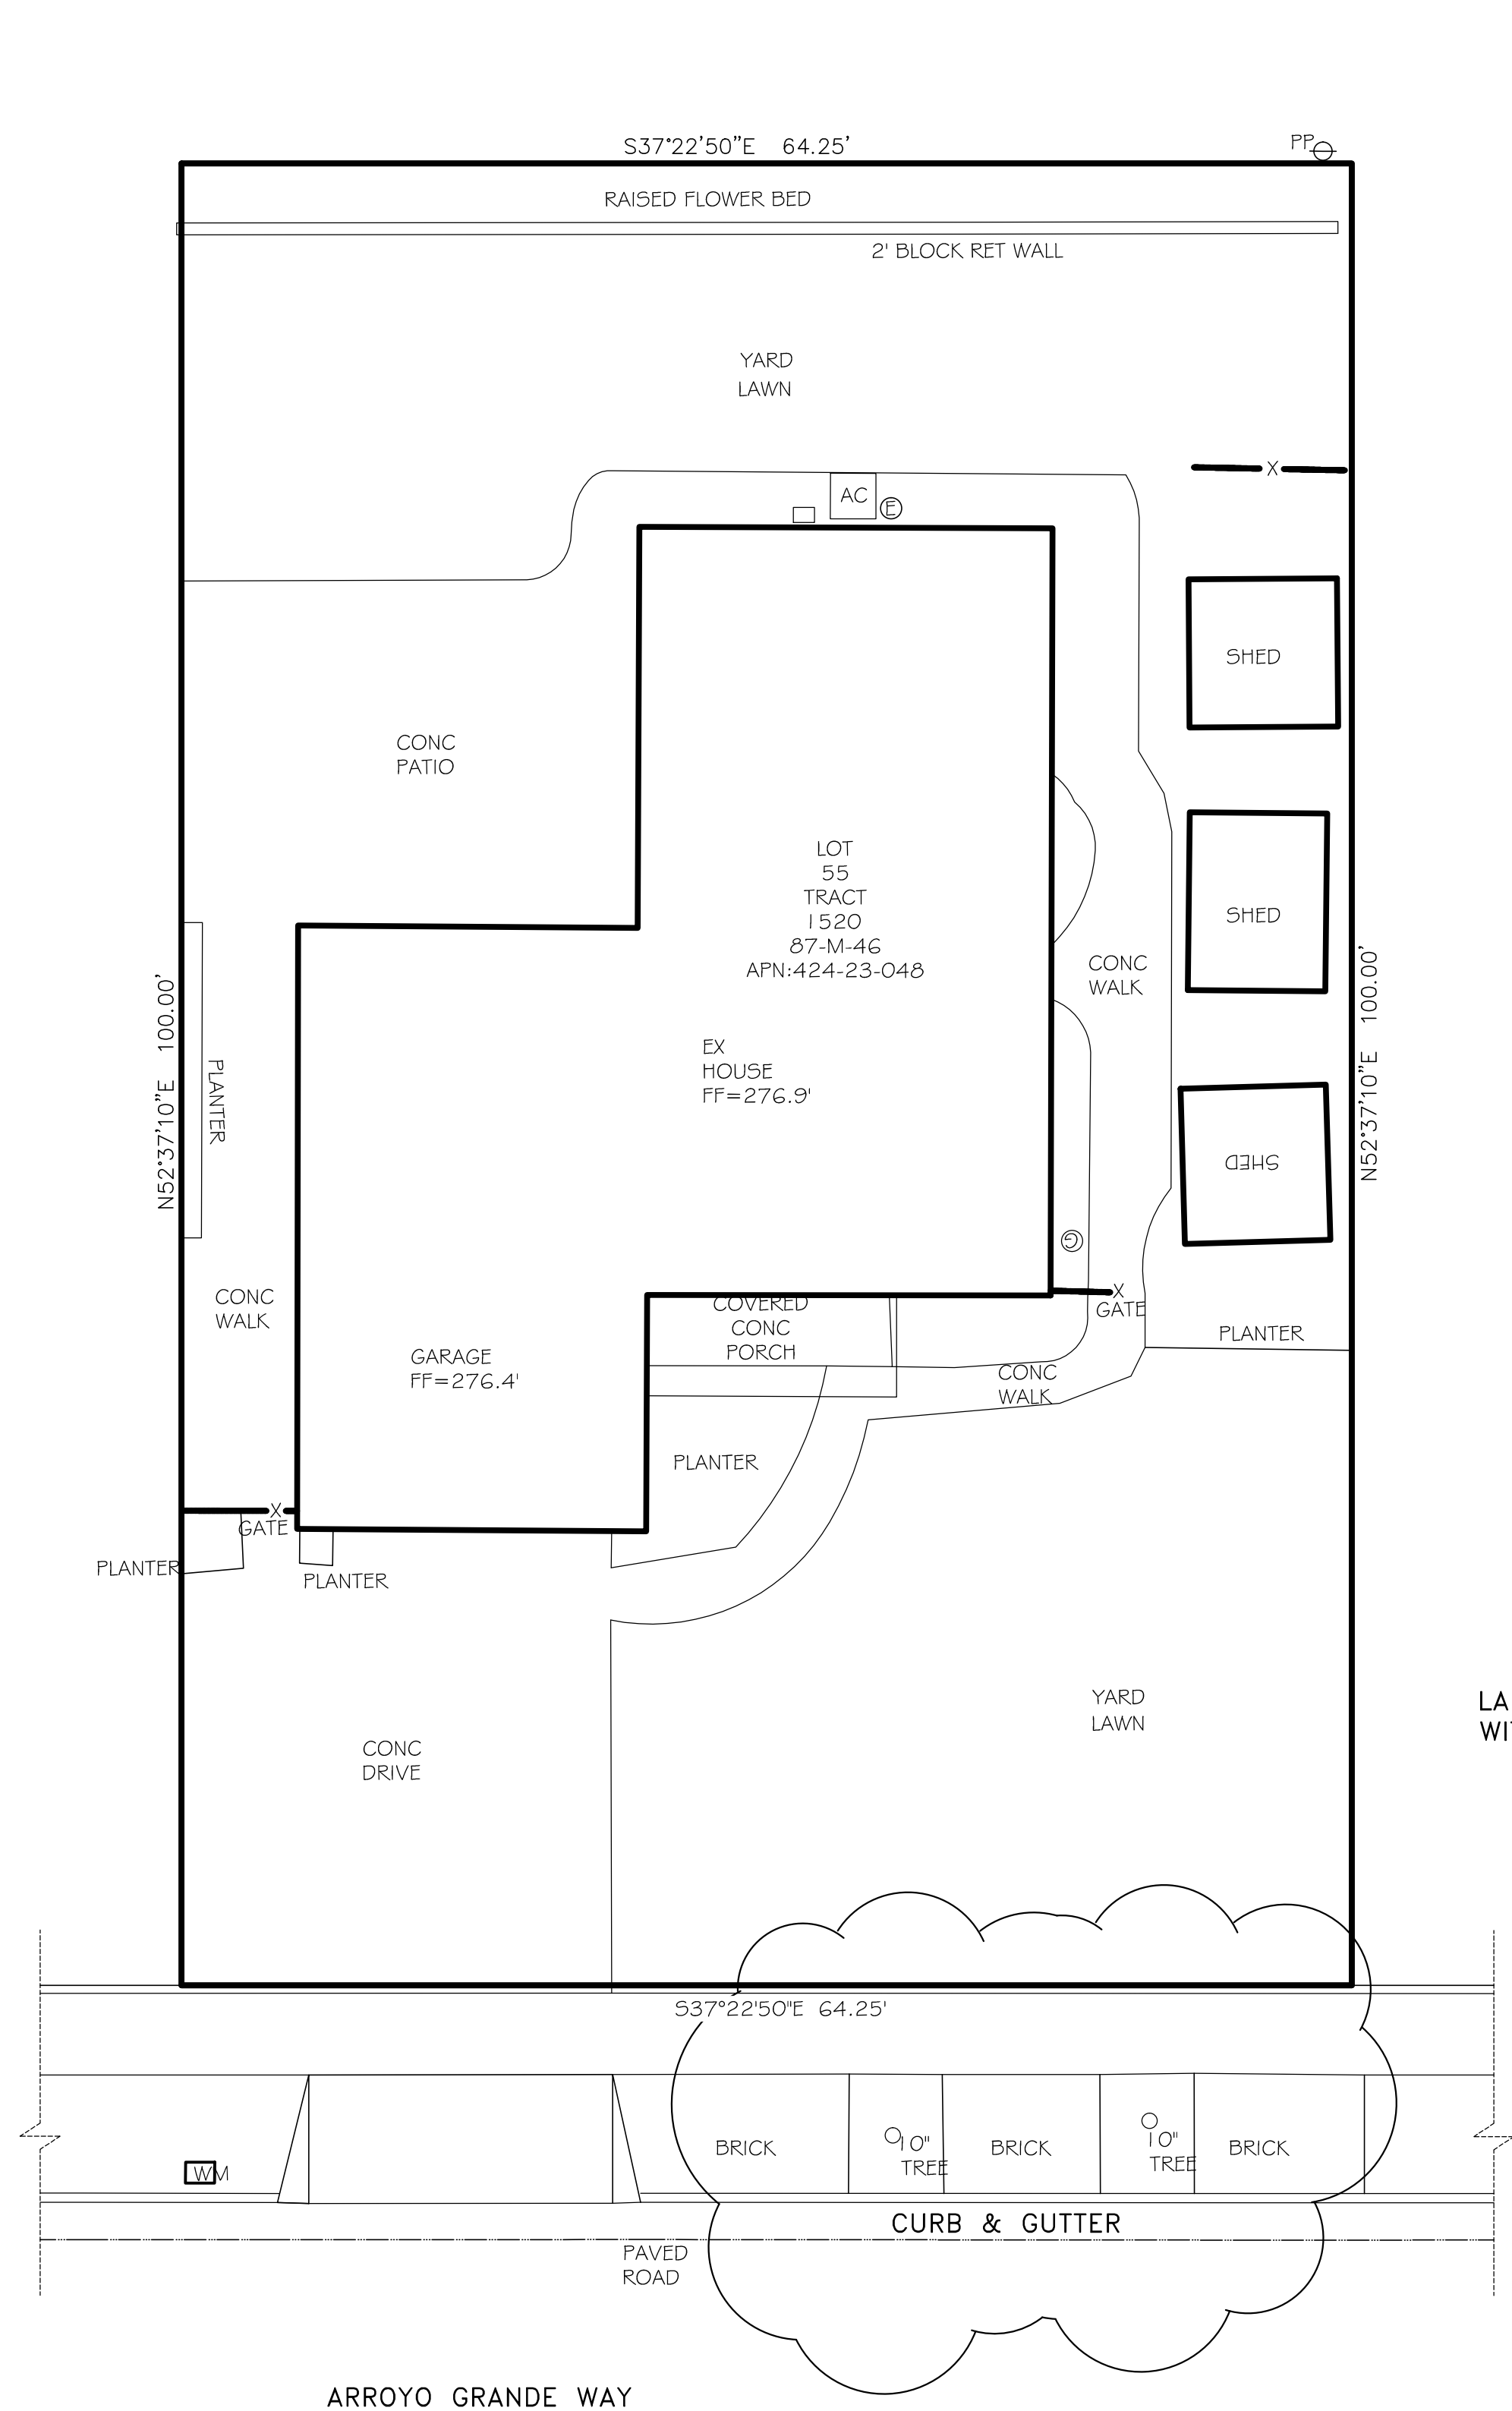 S37°22'50"E 64.25'
PP
RAISED FLOWER BED
2' BLOCK RET WALL
YARD
LAWN
X
AC
E
SHED
CONC
PATIO
LOT
55
TRACT
1520
87-M-46
APN:424-23-048
SHED
CONC
WALK
N52°37'10"E 100.00'
N52°37'10"E 100.00'
PLANTER
EX
HOUSE
FF=276.9'
SHED
G
CONC
WALK
X
GATE
COVERED
CONC
PORCH
PLANTER
GARAGE
FF=276.4'
CONC
WALK
PLANTER
X
GATE
PLANTER
PLANTER
YARD
LAWN
LA
WI
CONC
DRIVE
S37°22'50"E 64.25'
BRICK
10"
TREE
BRICK
10"
TREE
BRICK
WM
CURB & GUTTER
PAVED
ROAD
ARROYO GRANDE WAY